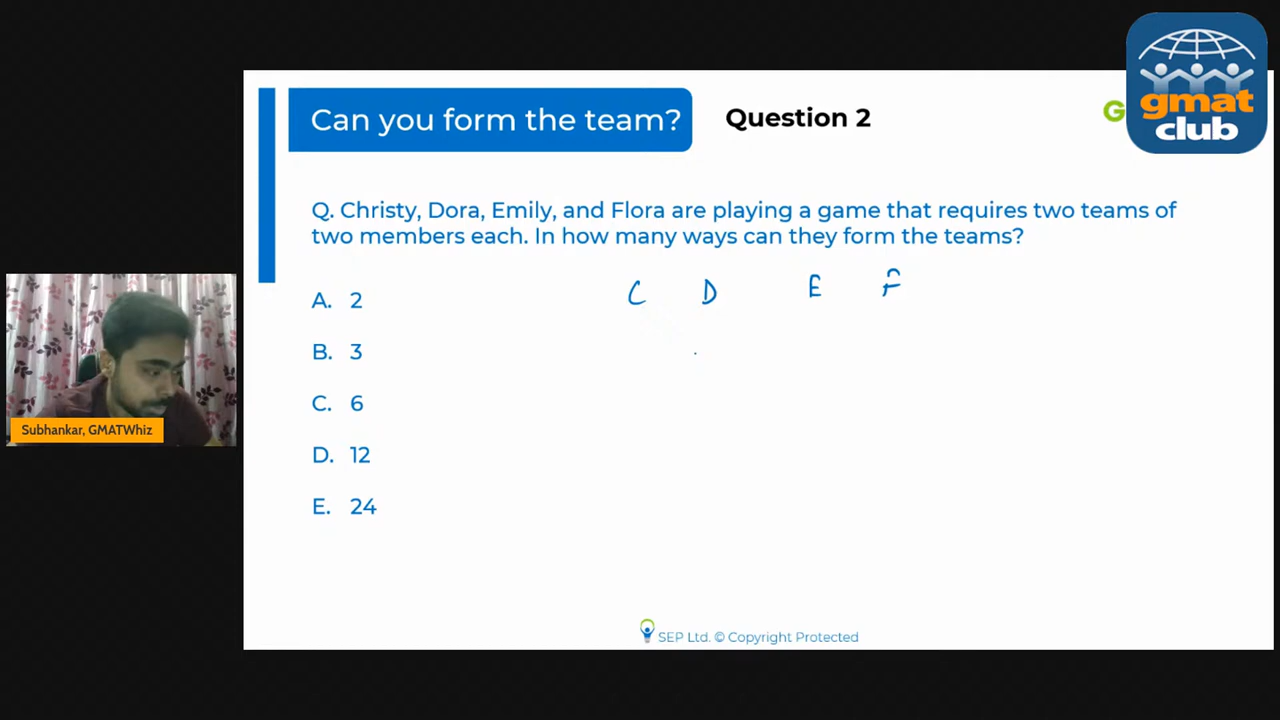 gmat
club
Can you form the team?
Question 2
G
Q. Christy, Dora, Emily, and Flora are playing a game that requires two teams of
two members each. In how many ways can they form the teams?
C D E F
A. 2
B. 3
C. 6
D. 12
E. 24
Subhankar, GMATWhiz
SEP Ltd. © Copyright Protected